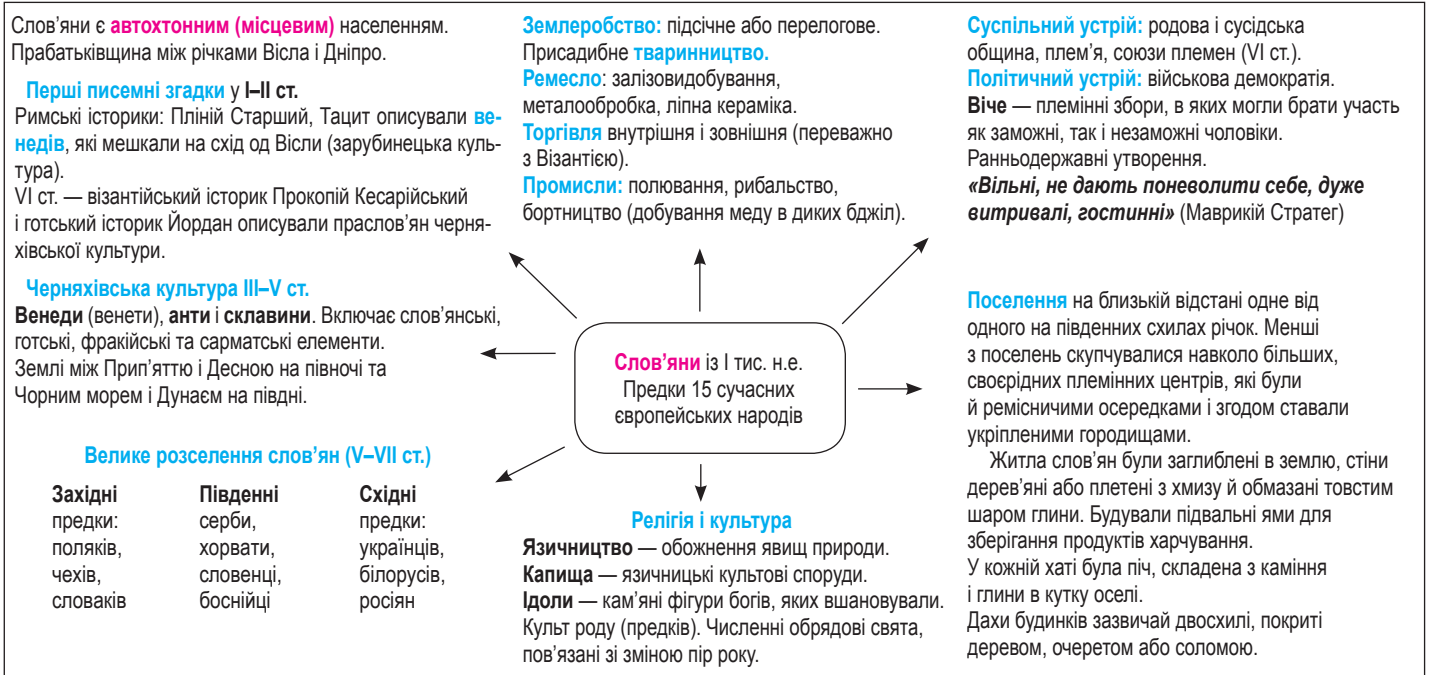 Слов’яни є автохтонним (місцевим) населенням.
Прабатьківщина між річками Вісла і Дніпро.
Перші писемні згадки у I–II ст.
Римські історики: Пліній Старший, Тацит описували ве-
недів, які мешкали на схід од Вісли (зарубинецька куль-
тура).
VI ст. — візантійський історик Прокопій Кесарійський
і готський історик Йордан описували праслов’ян черня-
хівської культури.
Черняхівська культура III–V ст.
Венеди (венети), анти і склавини. Включає слов’янські,
готські, фракійські та сарматські елементи.
Землі між Прип’яттю і Десною на півночі та
Чорним морем і Дунаєм на півдні.
Велике розселення слов’ян (V–VII ст.)
Західні
предки:
поляків,
чехів,
словаків
Південні
серби,
хорвати,
словенці,
боснійці
Східні
предки:
українців,
білорусів,
росіян
Землеробство: підсічне або перелогове.
Присадибне тваринництво.
Ремесло: залізовидобування,
металообробка, ліпна кераміка.
Торгівля внутрішня і зовнішня (переважно
з Візантією).
Промисли: полювання, рибальство,
бортництво (добування меду в диких бджіл).
Слов’яни із I тис. н.е.
Предки 15 сучасних
європейських народів
Релігія і культура
Язичництво — обожнення явищ природи.
Капища — язичницькі культові споруди.
Ідоли — кам’яні фігури богів, яких вшановували.
Культ роду (предків). Численні обрядові свята,
пов’язані зі зміною пір року.
Суспільний устрій: родова і сусідська
община, плем’я, союзи племен (VI ст.).
Політичний устрій: військова демократія.
Віче — племінні збори, в яких могли брати участь
як заможні, так і незаможні чоловіки.
Ранньодержавні утворення.
«Вільні, не дають поневолити себе, дуже
витривалі, гостинні» (Маврикій Стратег)
Поселення на близькій відстані одне від
одного на південних схилах річок. Менші
з поселень скупчувалися навколо більших,
своєрідних племінних центрів, які були
й ремісничими осередками і згодом ставали
укріпленими городищами.
Житла слов’ян були заглиблені в землю, стіни
дерев’яні або плетені з хмизу й обмазані товстим
шаром глини. Будували підвальні ями для
зберігання продуктів харчування.
У кожній хаті була піч, складена з каміння
і глини в кутку оселі.
Дахи будинків зазвичай двосхилі, покриті
деревом, очеретом або соломою.